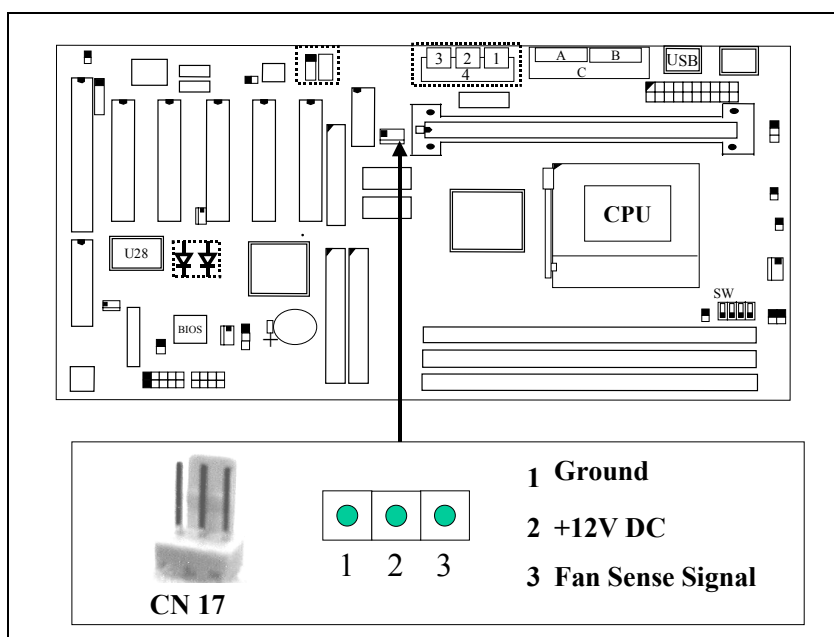 3 2 1
4
A B
C
USB
CPU
U28
SW
BIOS
1 Ground
2 +12V DC
3 Fan Sense Signal
1 2 3
CN 17